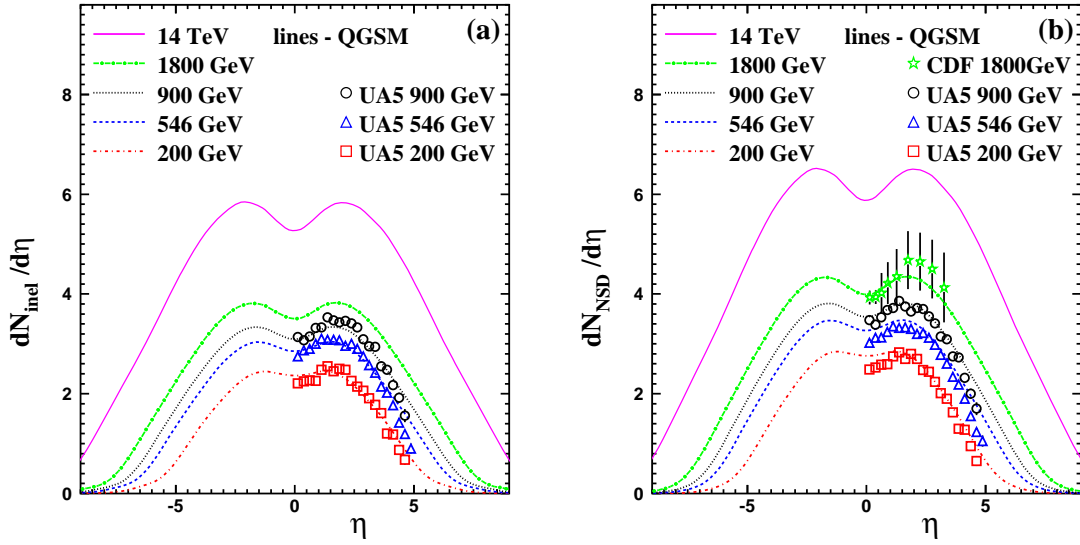 14 TeV lines - QGSM (a)
1800 GeV
900 GeV UA5 900 GeV
546 GeV UA5 546 GeV
200 GeV UA5 200 GeV
dN_inel /dη
8
6
4
2
0
-5 0 5
η
14 TeV lines - QGSM (b)
1800 GeV CDF 1800GeV
900 GeV UA5 900 GeV
546 GeV UA5 546 GeV
200 GeV UA5 200 GeV
dN_NSD /dη
8
6
4
2
0
-5 0 5
η